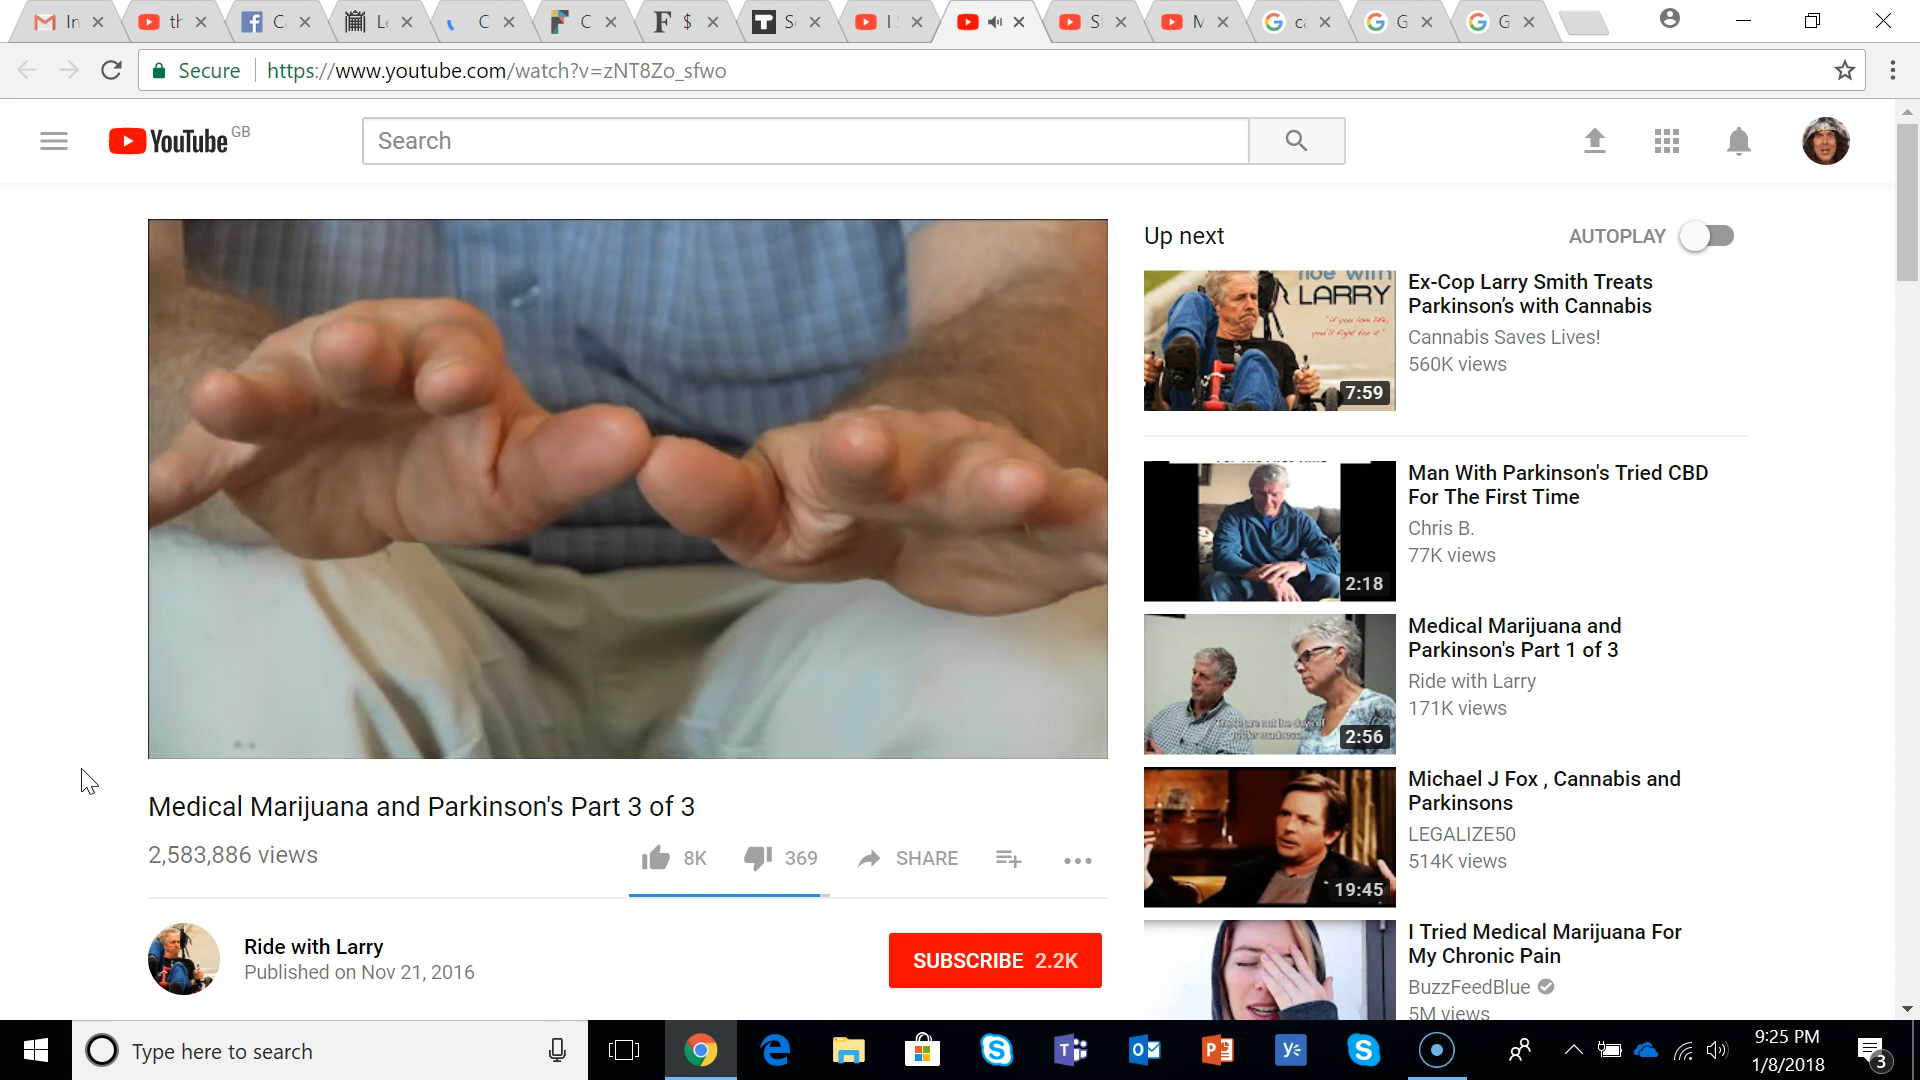 In
th
C
L
C
C
$
S
I
S
M
c
G
G
Secure
https://www.youtube.com/watch?v=zNT8Zo_sfwo
YouTube GB
Search
Up next
AUTOPLAY
LARRY
7:59
Ex-Cop Larry Smith Treats
Parkinson's with Cannabis
Cannabis Saves Lives!
560K views
2:18
Man With Parkinson's Tried CBD
For The First Time
Chris B.
77K views
2:56
Medical Marijuana and
Parkinson's Part 1 of 3
Ride with Larry
171K views
19:45
Michael J Fox , Cannabis and
Parkinsons
LEGALIZE50
514K views
I Tried Medical Marijuana For
My Chronic Pain
BuzzFeedBlue
5M views
Medical Marijuana and Parkinson's Part 3 of 3
2,583,886 views
8K
369
SHARE
Ride with Larry
Published on Nov 21, 2016
SUBSCRIBE 2.2K
Type here to search
9:25 PM
1/8/2018
3